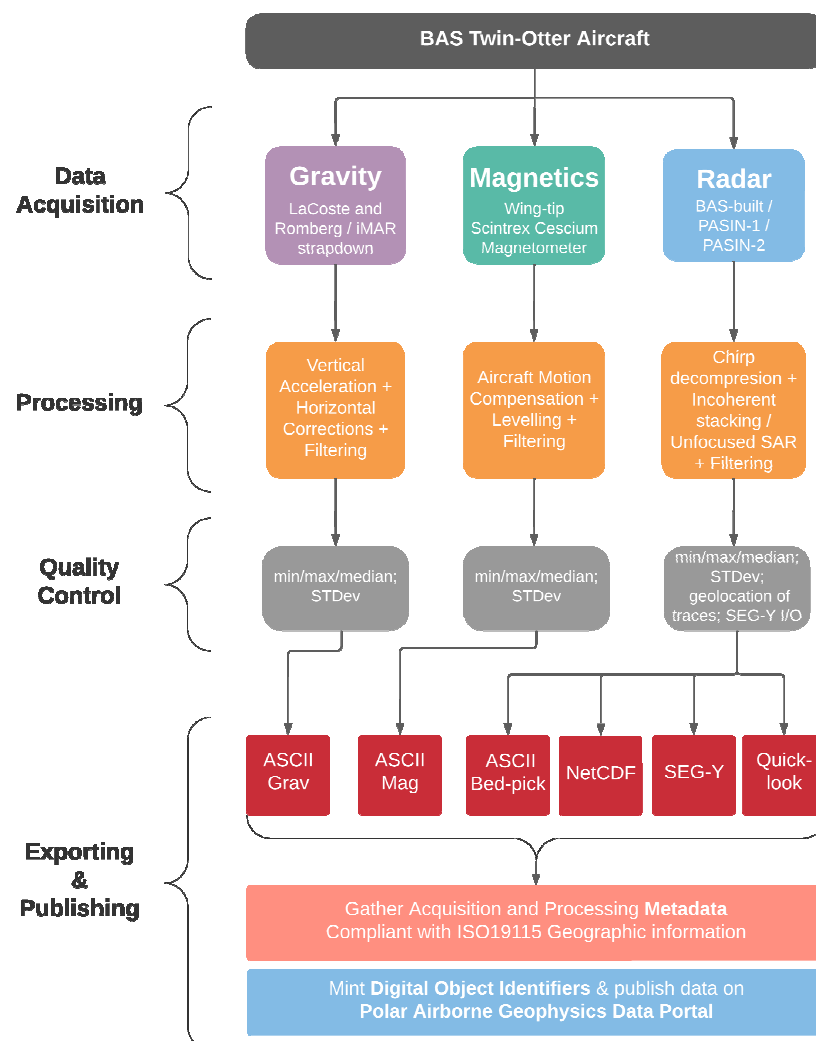 BAS Twin-Otter Aircraft
Data
Acquisition
Gravity
LaCoste and
Romberg / iMAR
strapdown
Magnetics
Wing-tip
Scintrex Cescium
Magnetometer
Radar
BAS-built /
PASIN-1 /
PASIN-2
Processing
Vertical
Acceleration +
Horizontal
Corrections +
Filtering
Aircraft Motion
Compensation +
Levelling +
Filtering
Chirp
decompresion +
Incoherent
stacking /
Unfocused SAR
+ Filtering
Quality
Control
min/max/median;
STDev
min/max/median;
STDev
min/max/median;
STDev;
geolocation of
traces; SEG-Y I/O
Exporting
&
Publishing
ASCII
Grav
ASCII
Mag
ASCII
Bed-pick
NetCDF
SEG-Y
Quick-
look
Gather Acquisition and Processing Metadata
Compliant with ISO19115 Geographic information
Mint Digital Object Identifiers & publish data on
Polar Airborne Geophysics Data Portal